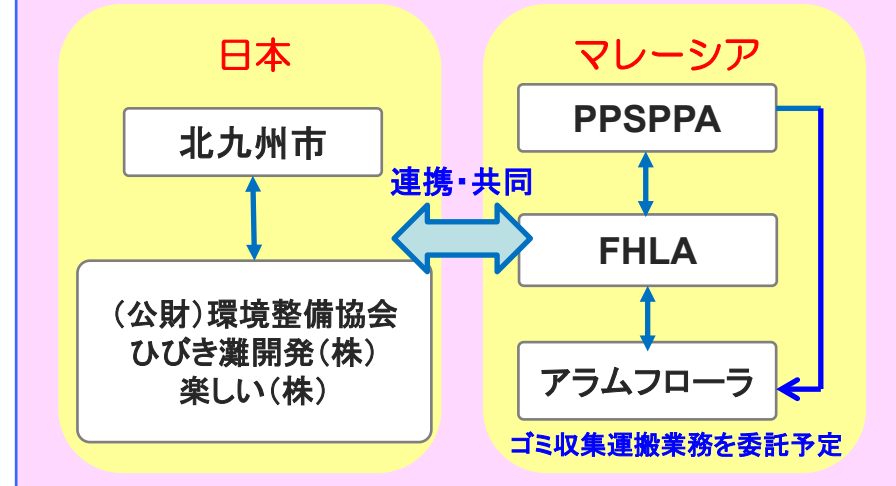 日本
北九州市
(公財)環境整備協会
ひびき灘開発(株)
楽しい(株)
連携・共同
マレーシア
PPSPPA
FHLA
アラムフローラ
ゴミ収集運搬業務を委託予定